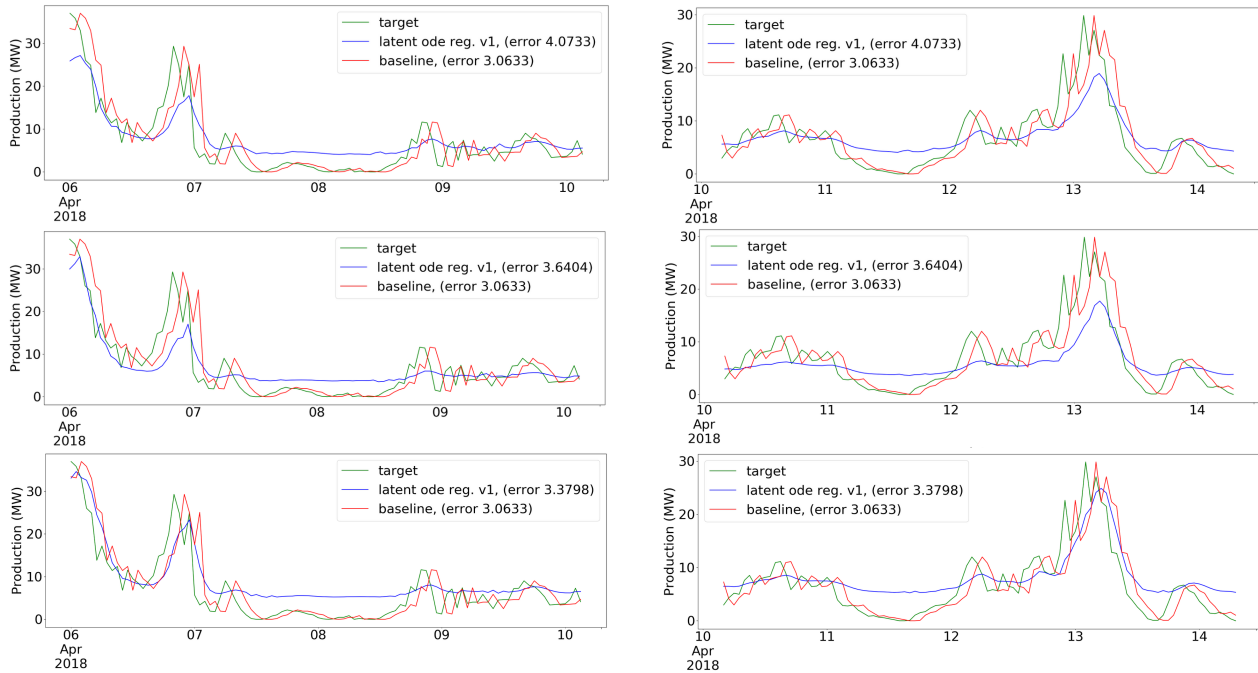 Production (MW)
30
20
10
0
target
latent ode reg. v1, (error 4.0733)
baseline, (error 3.0633)
06
07
08
09
10
Apr
2018
Production (MW)
30
20
10
0
target
latent ode reg. v1, (error 4.0733)
baseline, (error 3.0633)
10
11
12
13
14
Apr
2018
Production (MW)
30
20
10
0
target
latent ode reg. v1, (error 3.6404)
baseline, (error 3.0633)
06
07
08
09
10
Apr
2018
Production (MW)
30
20
10
0
target
latent ode reg. v1, (error 3.6404)
baseline, (error 3.0633)
10
11
12
13
14
Apr
2018
Production (MW)
30
20
10
0
target
latent ode reg. v1, (error 3.3798)
baseline, (error 3.0633)
06
07
08
09
10
Apr
2018
Production (MW)
30
20
10
0
target
latent ode reg. v1, (error 3.3798)
baseline, (error 3.0633)
10
11
12
13
14
Apr
2018